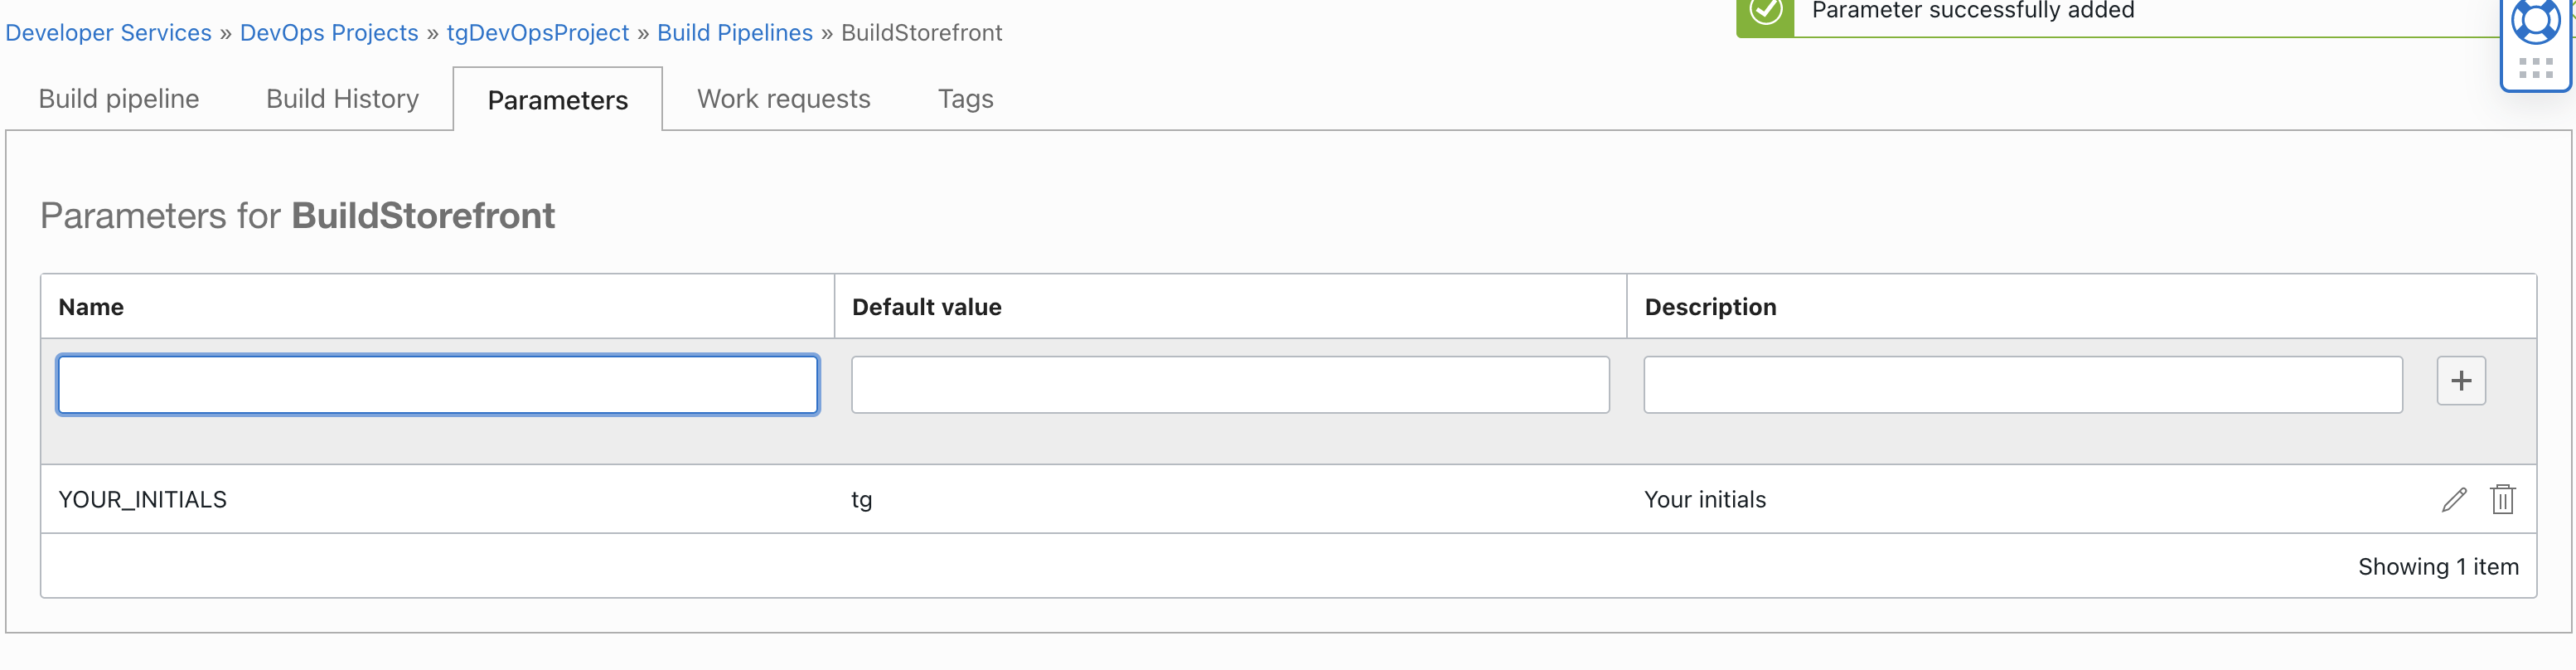 Parameter successfully added
Developer Services » DevOps Projects » tgDevOpsProject » Build Pipelines » BuildStorefront
Build pipeline Build History Parameters Work requests Tags
Parameters for BuildStorefront
Name Default value Description
YOUR_INITIALS tg Your initials
Showing 1 item